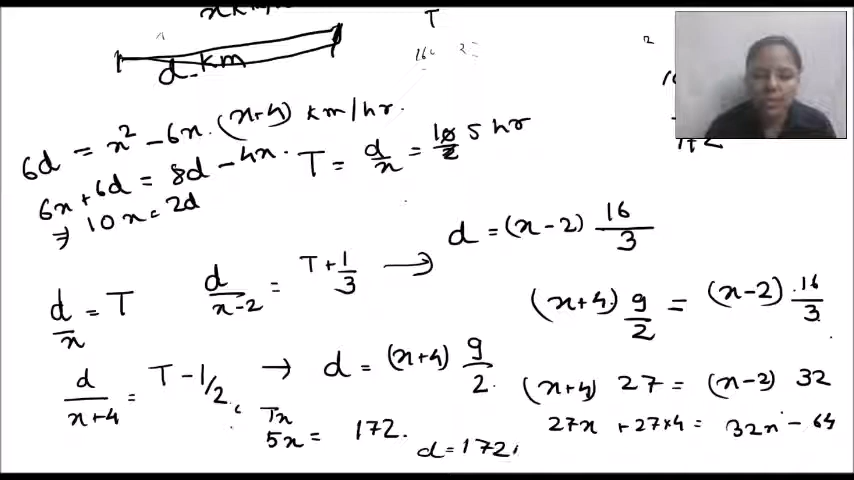 T
d km
6d = x² - 6x. (x+4) km/hr.
6x + 6d = 8d - 4x.
⇒ 10x = 2d
T = d/x = 10/2 5 hr
d/x = T
d/(x-2) = T + 1/3 → d = (x-2) 16/3
d/(x+4) = T - 1/2 → d = (x+4) 9/2
(x+4) 9/2 = (x-2) 16/3
(x+4) 27 = (x-2) 32
27x + 27x4 = 32x - 64
Tx
5x = 172.
d = 172